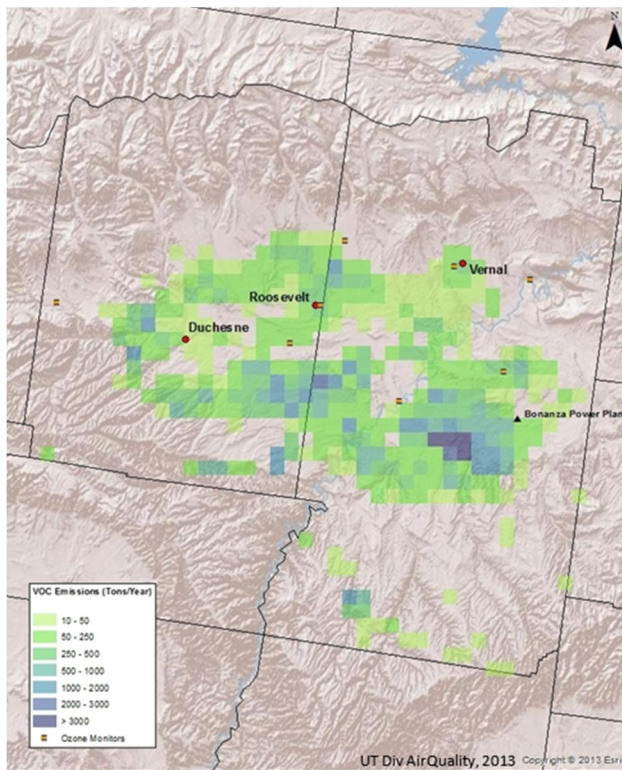 N
Vernal
Roosevelt
Duchesne
Bonanza Power Plan
VOC Emissions (Tons/Year)
10 - 50
50 - 250
250 - 500
500 - 1000
1000 - 2000
2000 - 3000
> 3000
Ozone Monitors
UT Div AirQuality, 2013 Copyright © 2013 Esri